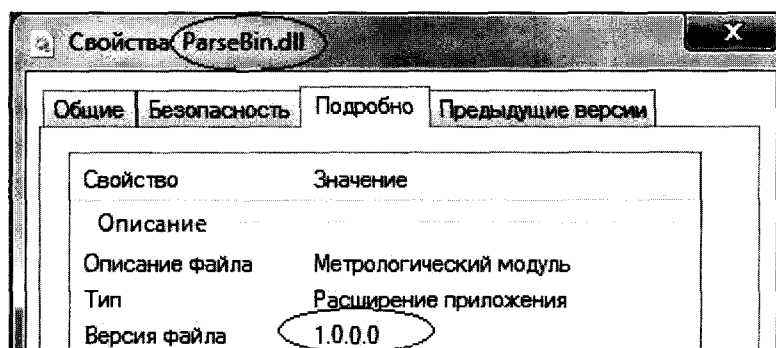 Свойства: ParseBin.dll
X
Общие Безопасность Подробно Предыдущие версии
Свойство Значение
Описание
Описание файла Метрологический модуль
Тип Расширение приложения
Версия файла 1.0.0.0